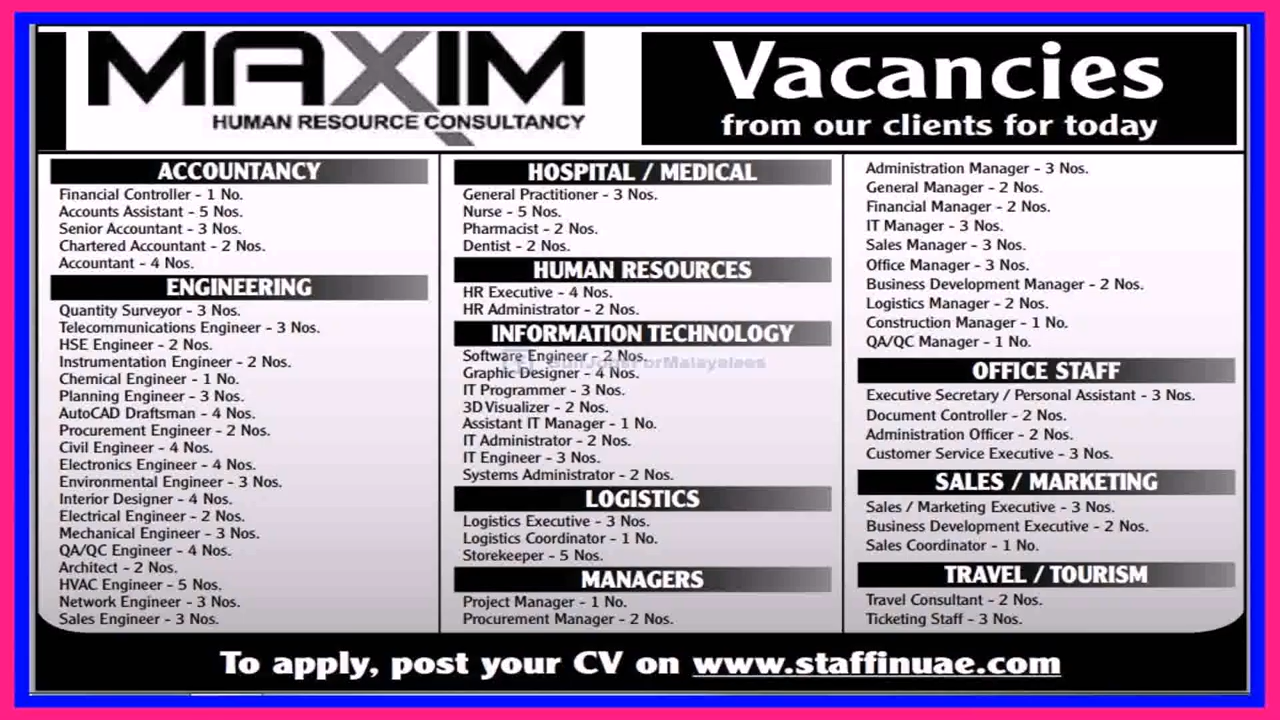 MAXIM
HUMAN RESOURCE CONSULTANCY
Vacancies
from our clients for today
ACCOUNTANCY
Financial Controller - 1 No.
Accounts Assistant - 5 Nos.
Senior Accountant - 3 Nos.
Chartered Accountant - 2 Nos.
Accountant - 4 Nos.
ENGINEERING
Quantity Surveyor - 3 Nos.
Telecommunications Engineer - 3 Nos.
HSE Engineer - 2 Nos.
Instrumentation Engineer - 2 Nos.
Chemical Engineer - 1 No.
Planning Engineer - 3 Nos.
AutoCAD Draftsman - 4 Nos.
Procurement Engineer - 2 Nos.
Civil Engineer - 4 Nos.
Electronics Engineer - 4 Nos.
Environmental Engineer - 3 Nos.
Interior Designer - 4 Nos.
Electrical Engineer - 2 Nos.
Mechanical Engineer - 3 Nos.
QA/QC Engineer - 4 Nos.
Architect - 2 Nos.
HVAC Engineer - 5 Nos.
Network Engineer - 3 Nos.
Sales Engineer - 3 Nos.
HOSPITAL / MEDICAL
General Practitioner - 3 Nos.
Nurse - 5 Nos.
Pharmacist - 2 Nos.
Dentist - 2 Nos.
HUMAN RESOURCES
HR Executive - 4 Nos.
HR Administrator - 2 Nos.
INFORMATION TECHNOLOGY
Software Engineer - 2 Nos.
Graphic Designer - 4 Nos.
IT Programmer - 3 Nos.
3D Visualizer - 2 Nos.
Assistant IT Manager - 1 No.
IT Administrator - 2 Nos.
IT Engineer - 3 Nos.
Systems Administrator - 2 Nos.
LOGISTICS
Logistics Executive - 3 Nos.
Logistics Coordinator - 1 No.
Storekeeper - 5 Nos.
MANAGERS
Project Manager - 1 No.
Procurement Manager - 2 Nos.
Administration Manager - 3 Nos.
General Manager - 2 Nos.
Financial Manager - 2 Nos.
IT Manager - 3 Nos.
Sales Manager - 3 Nos.
Office Manager - 3 Nos.
Business Development Manager - 2 Nos.
Logistics Manager - 2 Nos.
Construction Manager - 1 No.
QA/QC Manager - 1 No.
OFFICE STAFF
Executive Secretary / Personal Assistant - 3 Nos.
Document Controller - 2 Nos.
Administration Officer - 2 Nos.
Customer Service Executive - 3 Nos.
SALES / MARKETING
Sales / Marketing Executive - 3 Nos.
Business Development Executive - 2 Nos.
Sales Coordinator - 1 No.
TRAVEL / TOURISM
Travel Consultant - 2 Nos.
Ticketing Staff - 3 Nos.
To apply, post your CV on www.staffinuae.com